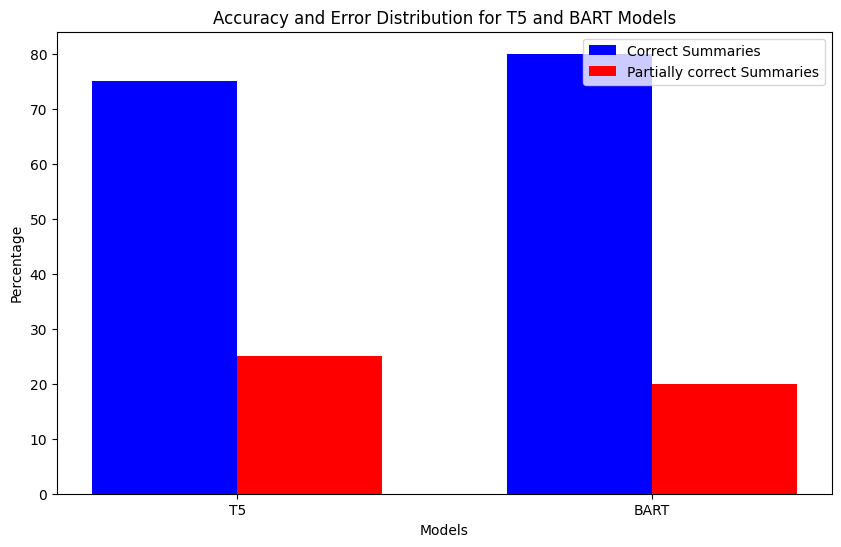 Accuracy and Error Distribution for T5 and BART Models
Correct Summaries
Partially correct Summaries
80
70
60
50
40
30
20
10
0
Percentage
T5
BART
Models